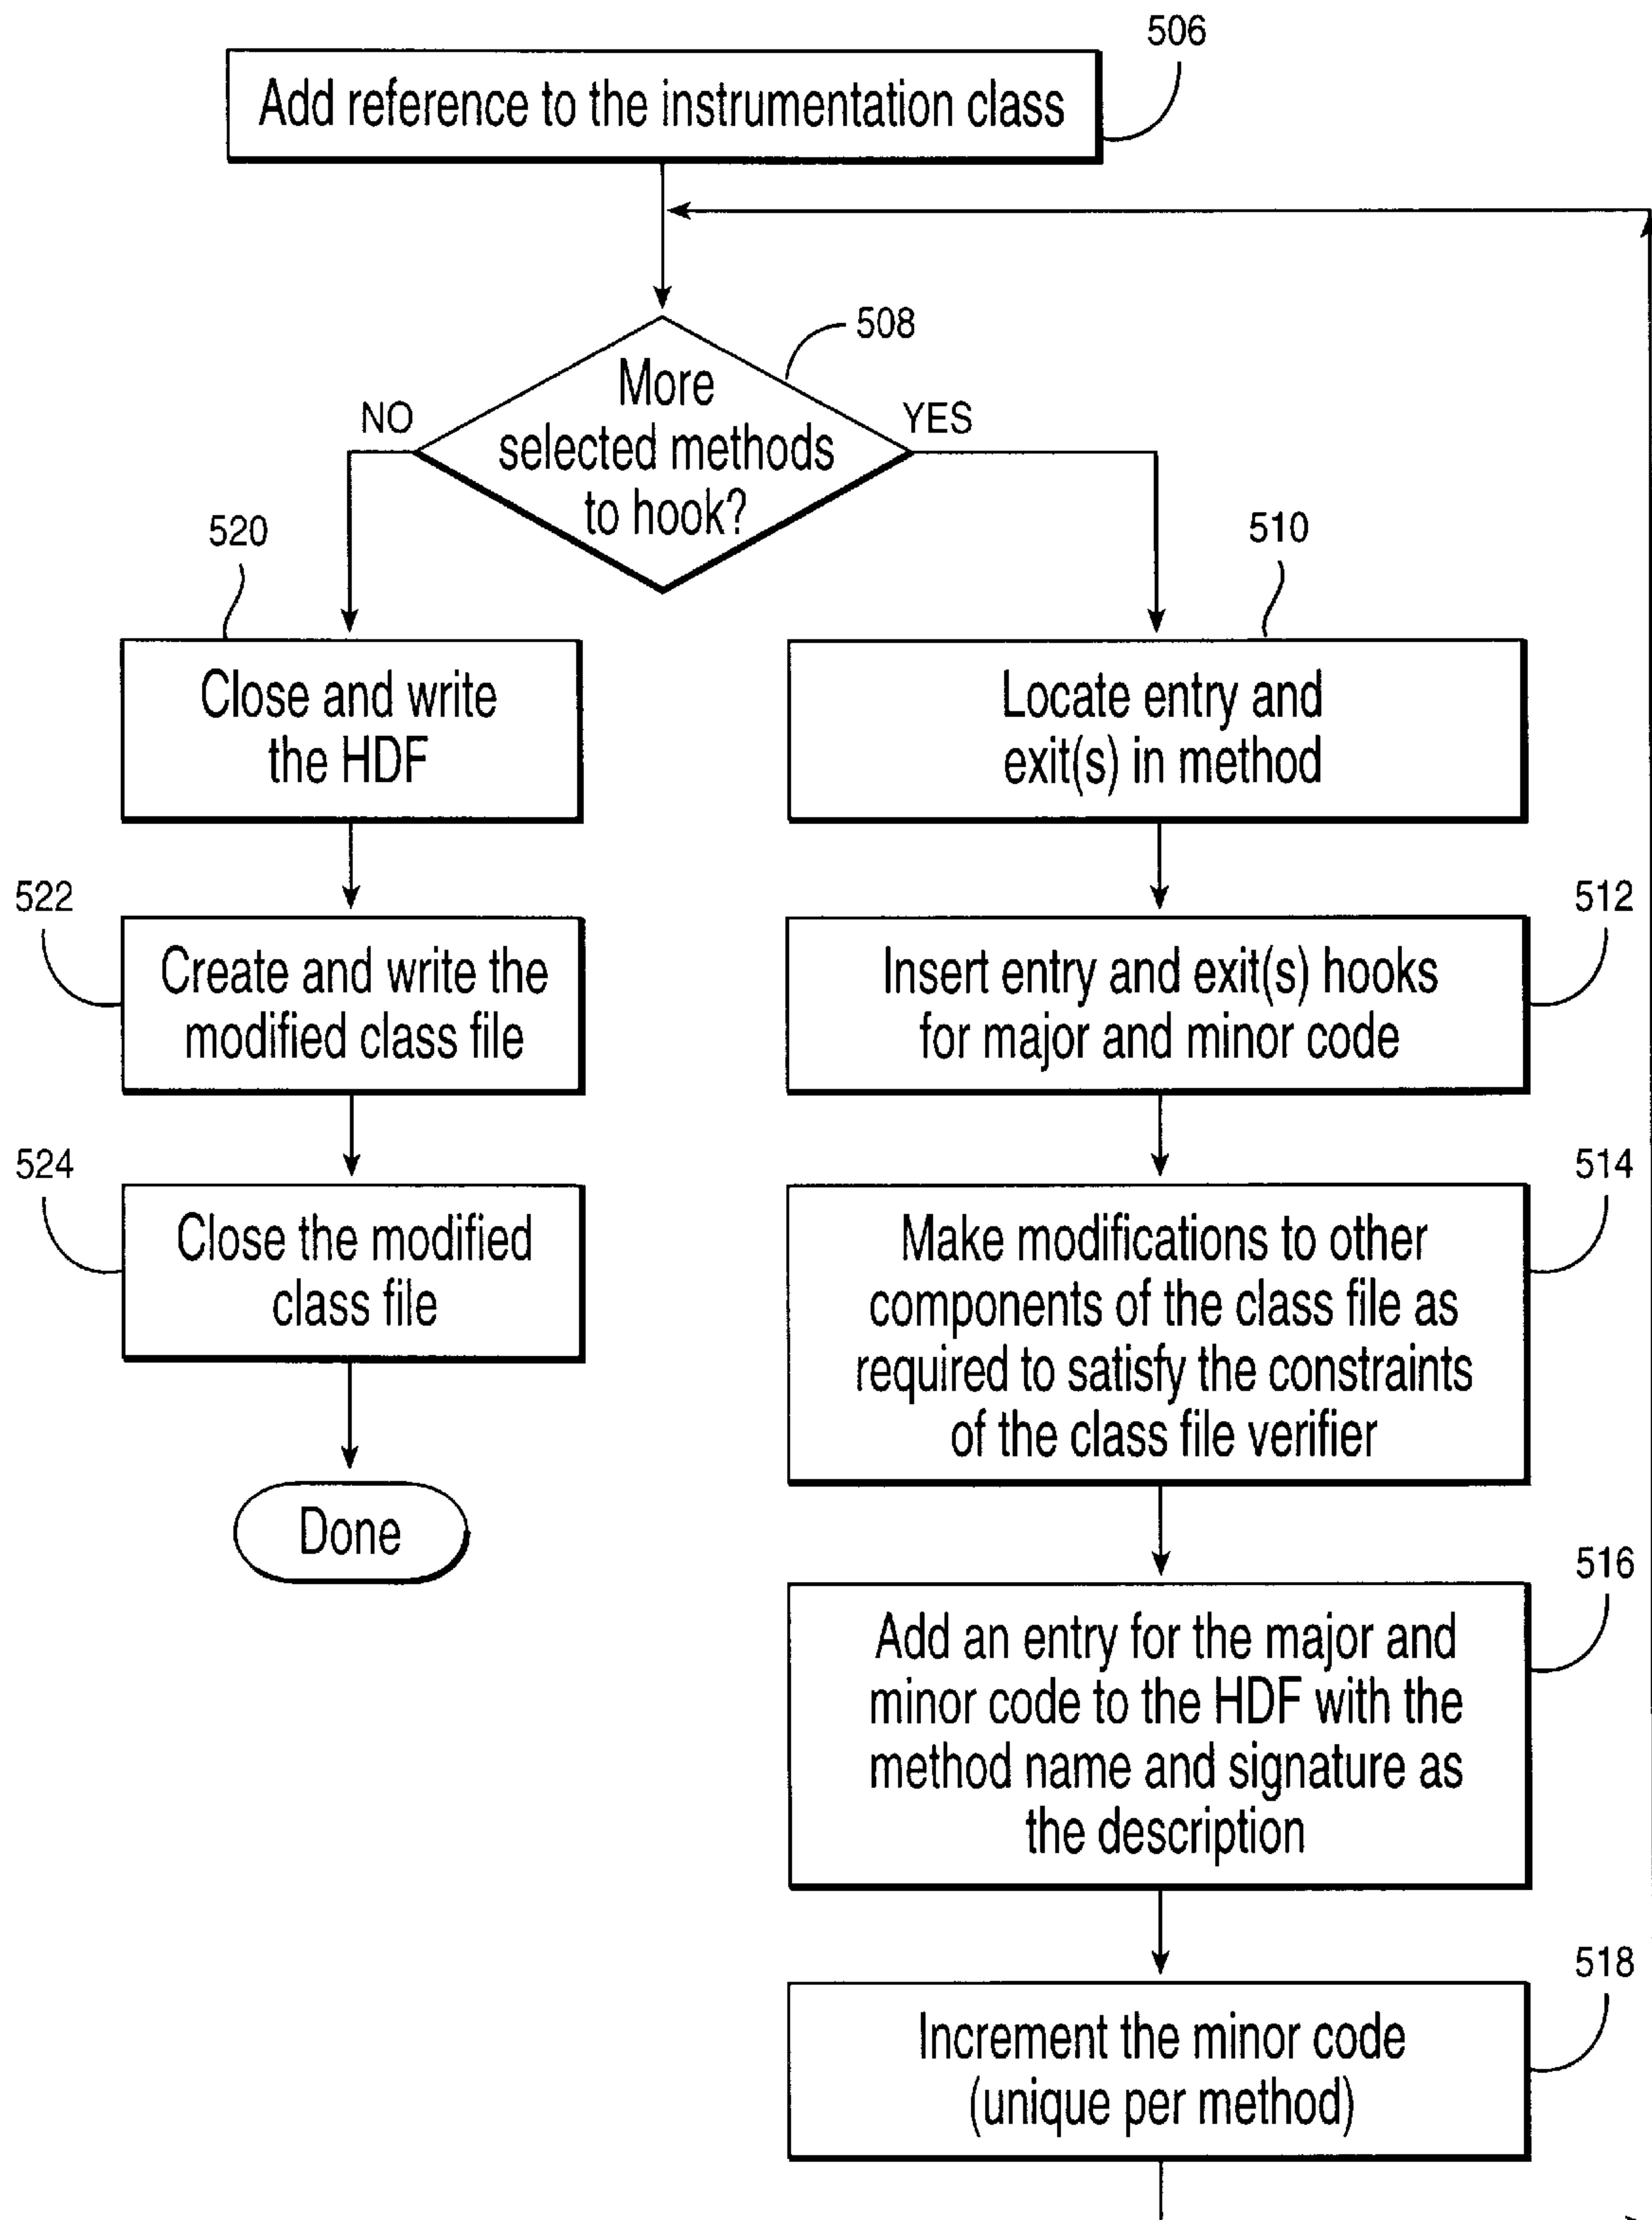 506
Add reference to the instrumentation class
508
More
selected methods
to hook?
NO
YES
520
Close and write
the HDF
510
Locate entry and
exit(s) in method
522
Create and write the
modified class file
512
Insert entry and exit(s) hooks
for major and minor code
524
Close the modified
class file
514
Make modifications to other
components of the class file as
required to satisfy the constraints
of the class file verifier
Done
516
Add an entry for the major and
minor code to the HDF with the
method name and signature as
the description
518
Increment the minor code
(unique per method)